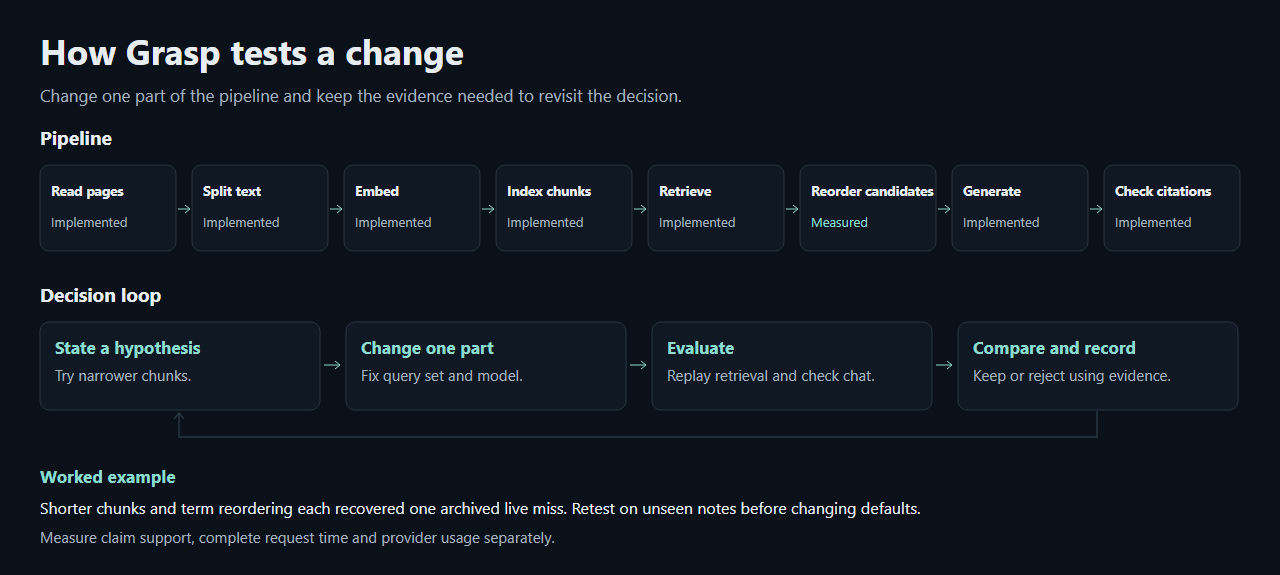 How Grasp tests a change
Change one part of the pipeline and keep the evidence needed to revisit the decision.
Pipeline
Read pages
Implemented
Split text
Implemented
Embed
Implemented
Index chunks
Implemented
Retrieve
Implemented
Reorder candidates
Measured
Generate
Implemented
Check citations
Implemented
Decision loop
State a hypothesis
Try narrower chunks.
Change one part
Fix query set and model.
Evaluate
Replay retrieval and check chat.
Compare and record
Keep or reject using evidence.
Worked example
Shorter chunks and term reordering each recovered one archived live miss. Retest on unseen notes before changing defaults.
Measure claim support, complete request time and provider usage separately.